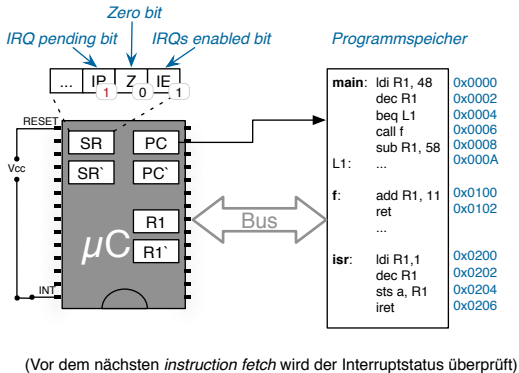 Zero bit
IRQ pending bit IRQs enabled bit Programmspeicher
... IP Z IE
1 0 1
RESET
Vcc
INT
SR PC
SR` PC`
R1
R1`
µC
Bus
main: ldi R1, 48 0x0000
dec R1 0x0002
beq L1 0x0004
call f 0x0006
sub R1, 58 0x0008
L1: ... 0x000A
f: add R1, 11 0x0100
ret 0x0102
...
isr: ldi R1,1 0x0200
dec R1 0x0202
sts a, R1 0x0204
iret 0x0206
(Vor dem nächsten instruction fetch wird der Interruptstatus überprüft)